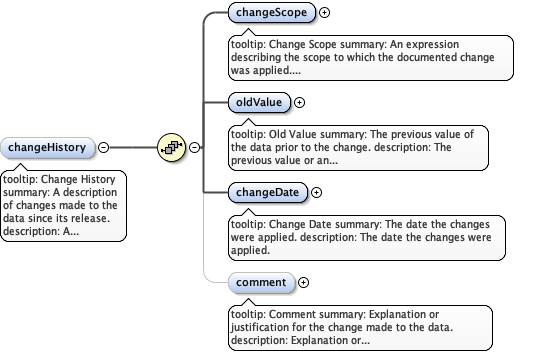 changeScope
tooltip: Change Scope summary: An expression
describing the scope to which the documented change
was applied....
oldValue
tooltip: Old Value summary: The previous value of
the data prior to the change. description: The
previous value or an...
changeHistory
tooltip: Change History
summary: A description
of changes made to the
data since its release.
description: A...
changeDate
tooltip: Change Date summary: The date the changes
were applied. description: The date the changes were
applied.
comment
tooltip: Comment summary: Explanation or
justification for the change made to the data.
description: Explanation or...